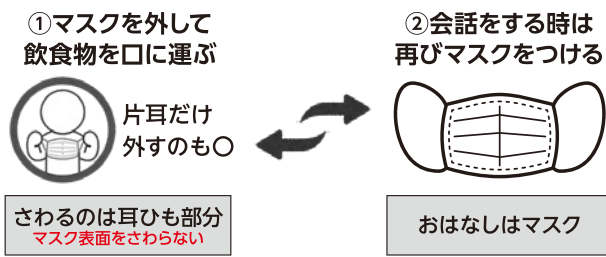 ①マスクを外して
飲食物を口に運ぶ
片耳だけ
外すのも〇
さわるのは耳ひも部分
マスク表面をさわらない
②会話をする時は
再びマスクをつける
おはなしはマスク